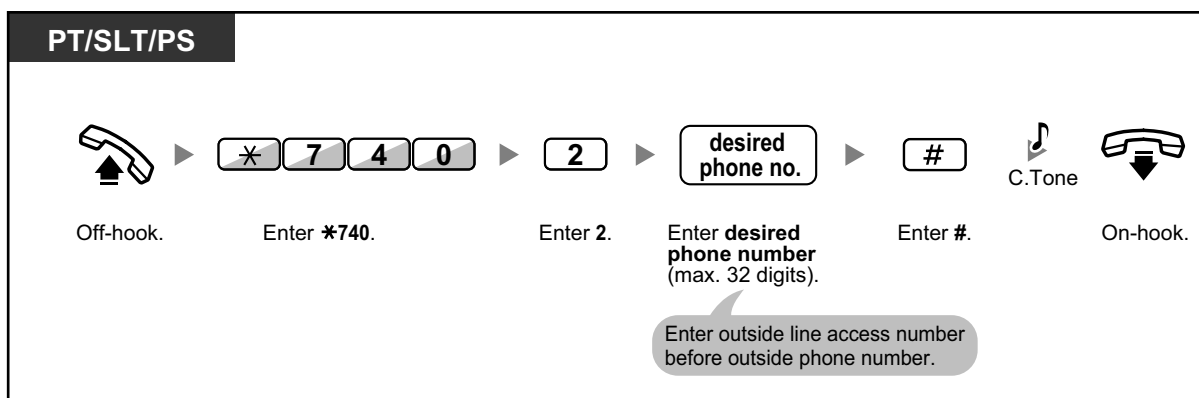 PT/SLT/PS
* 7 4 0
2
desired
phone no.
#
C.Tone
Off-hook.
Enter *740.
Enter 2.
Enter desired
phone number
(max. 32 digits).
Enter #.
On-hook.
Enter outside line access number
before outside phone number.